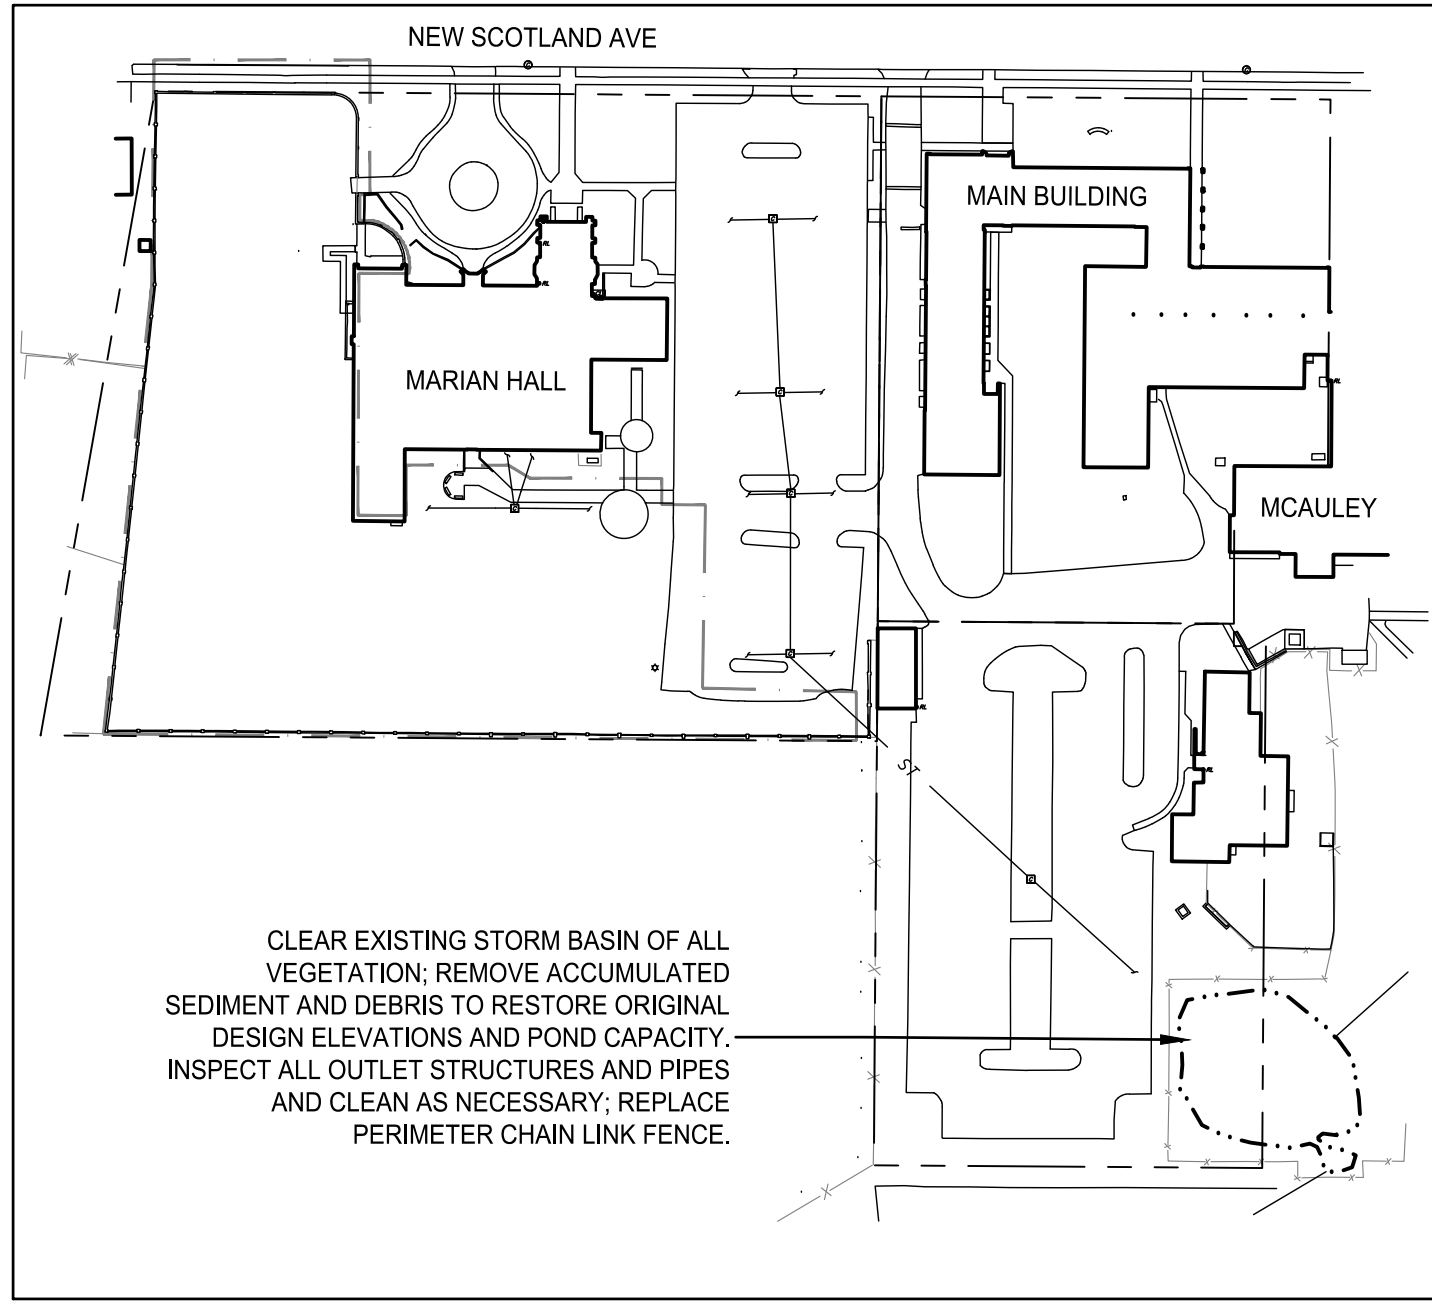 NEW SCOTLAND AVE
MAIN BUILDING
MARIAN HALL
MCAULEY
ST
CLEAR EXISTING STORM BASIN OF ALL
VEGETATION; REMOVE ACCUMULATED
SEDIMENT AND DEBRIS TO RESTORE ORIGINAL
DESIGN ELEVATIONS AND POND CAPACITY.
INSPECT ALL OUTLET STRUCTURES AND PIPES
AND CLEAN AS NECESSARY; REPLACE
PERIMETER CHAIN LINK FENCE.